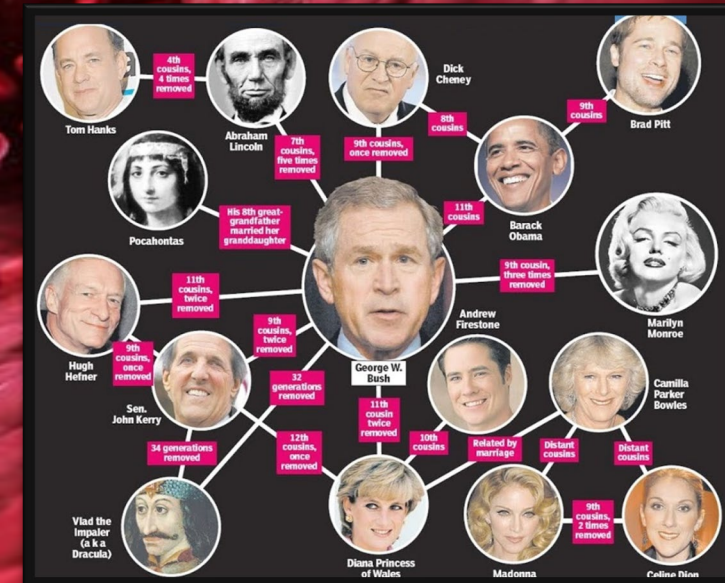 Tom Hanks
4th
cousins,
4 times
removed
Abraham
Lincoln
Dick
Cheney
Brad Pitt
9th
cousins
8th
cousins
7th
cousins,
five times
removed
9th cousins,
once removed
Barack
Obama
Pocahontas
His 8th great-
grandfather
married her
granddaughter
11th
cousins
9th cousin,
three times
removed
Marilyn
Monroe
11th
cousins,
twice
removed
Hugh
Hefner
9th
cousins,
twice
removed
George W.
Bush
Andrew
Firestone
9th
cousins,
once
removed
Sen.
John Kerry
32
generations
removed
Camilla
Parker
Bowles
11th
cousin
twice
removed
34 generations
removed
12th
cousins,
once
removed
10th
cousins
Related by
marriage
Distant
cousins
Distant
cousins
Vlad the
Impaler
(a k a
Dracula)
Diana Princess
of Wales
Madonna
9th
cousins,
2 times
removed
Celine Dion